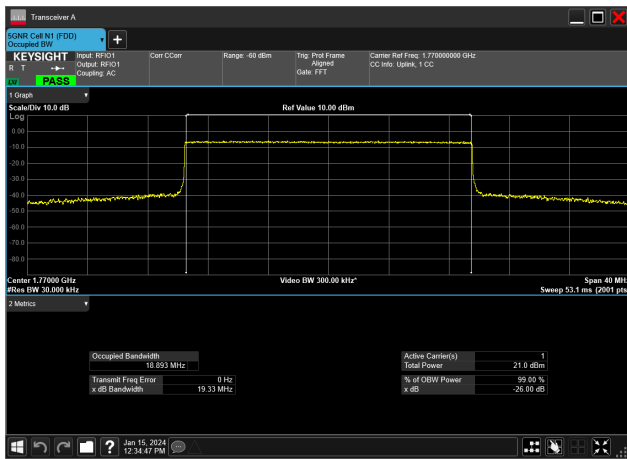 Transceiver A
5GNR Cell N1 (FDD)
Occupied BW
KEYSIGHT
R T
LNI
PASS
Input: RFIO1
Output: RFIO1
Coupling: AC
Corr CCorr
Range: -60 dBm
Trig: Prot Frame
Aligned
Gate: FFT
Carrier Ref Freq: 1.770000000 GHz
CC Info: Uplink, 1 CC
1 Graph
Scale/Div 10.0 dB
Ref Value 10.00 dBm
Log
0.00
-10.0
-20.0
-30.0
-40.0
-50.0
-60.0
-70.0
-80.0
Center 1.77000 GHz
Video BW 300.00 kHz*
Span 40 MHz
#Res BW 30.000 kHz
Sweep 53.1 ms (2001 pts
2 Metrics
Occupied Bandwidth
18.893 MHz
Active Carrier(s) 1
Total Power 21.0 dBm
Transmit Freq Error 0 Hz
x dB Bandwidth 19.33 MHz
% of OBW Power 99.00 %
x dB -26.00 dB
Jan 15, 2024
12:34:47 PM